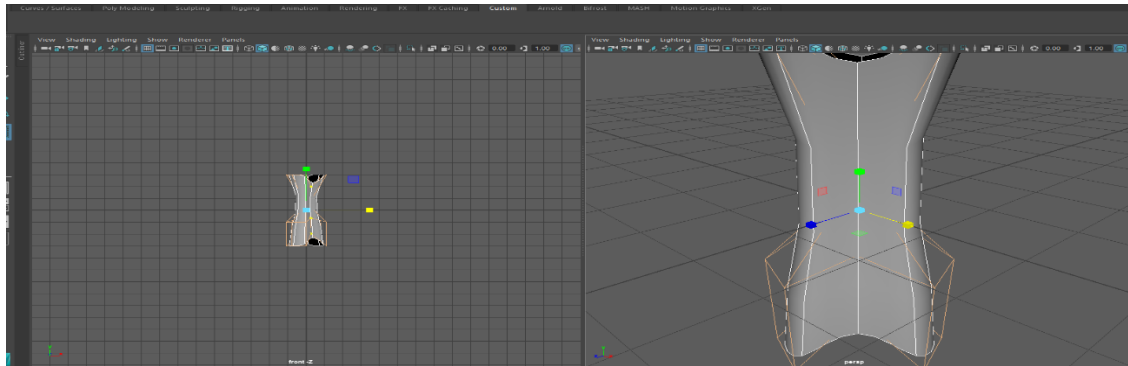 Curves / Surfaces Poly Modeling Sculpting Rigging Animation Rendering FX FX Caching Custom Arnold Bifrost MASH Motion Graphics XGen
View Shading Lighting Show Renderer Panels
0.00 1.00
View Shading Lighting Show Renderer Panels
0.00 1.00
front -Z
persp